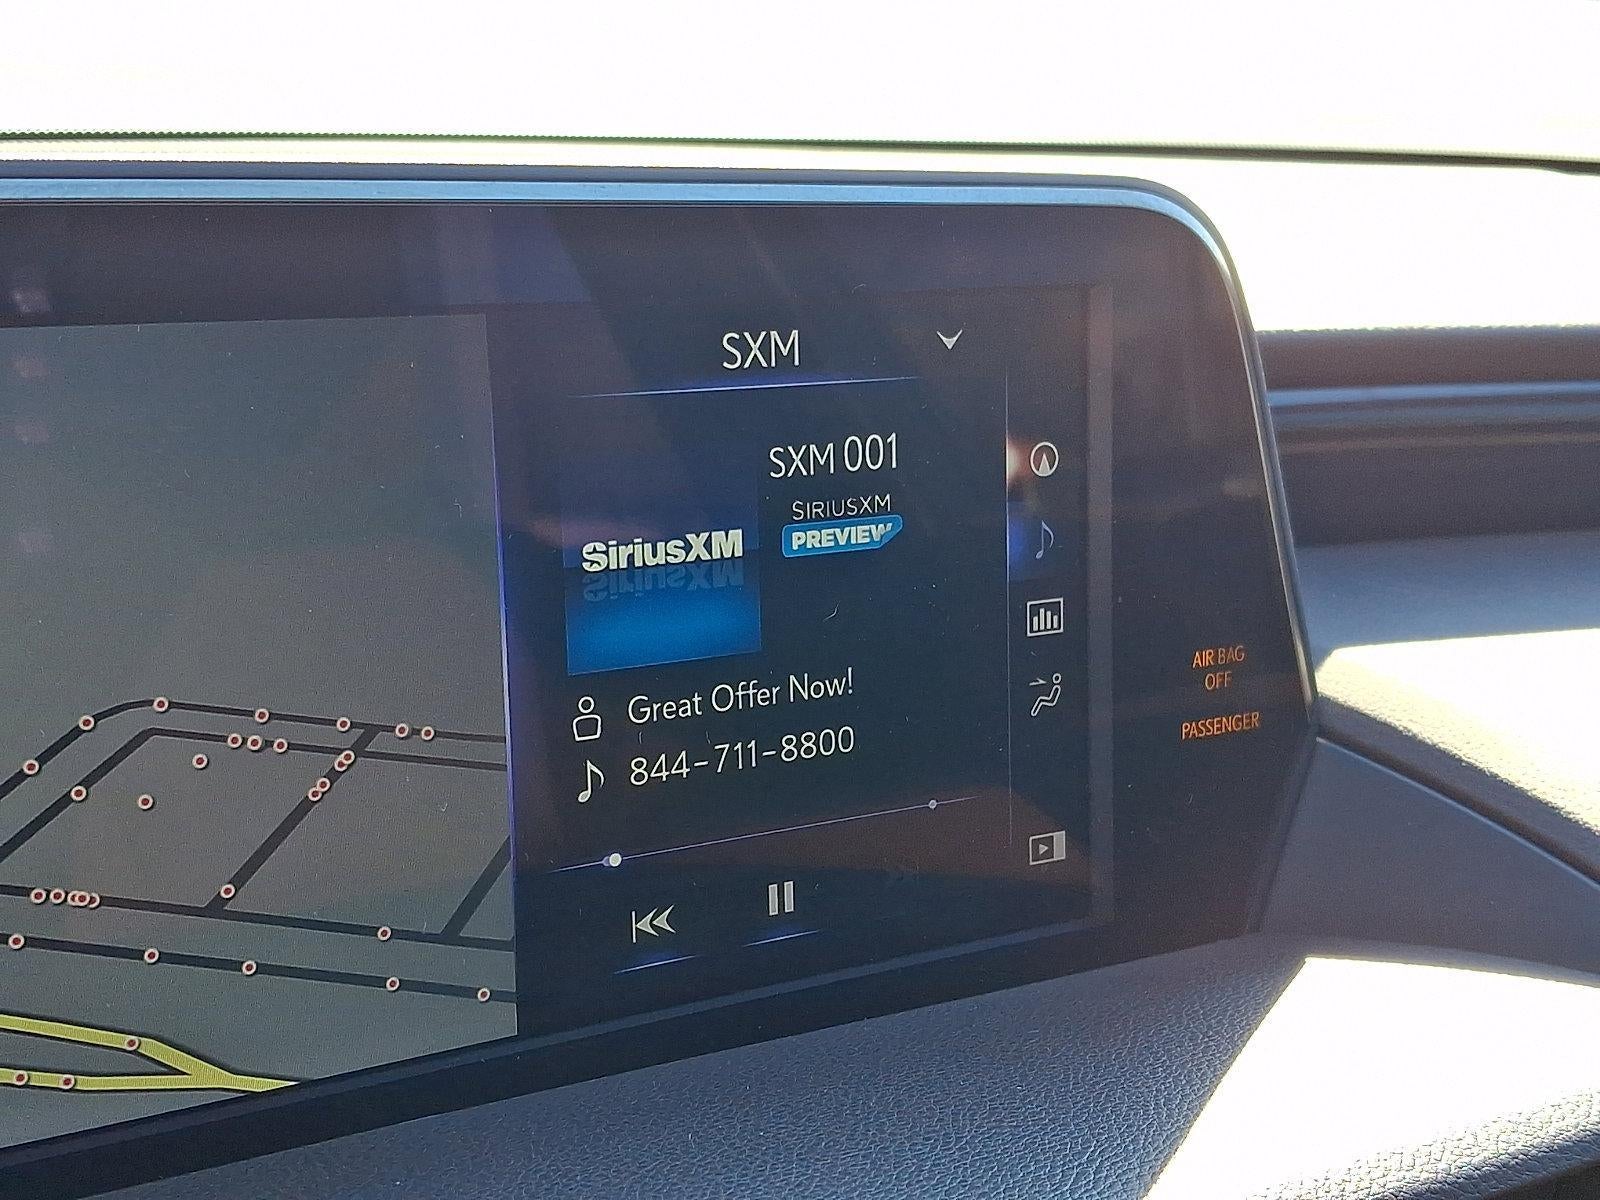 SXM
SXM 001
SIRIUSXM
PREVIEW
SiriusXM
Great Offer Now!
844-711-8800
AIR BAG
OFF
PASSENGER